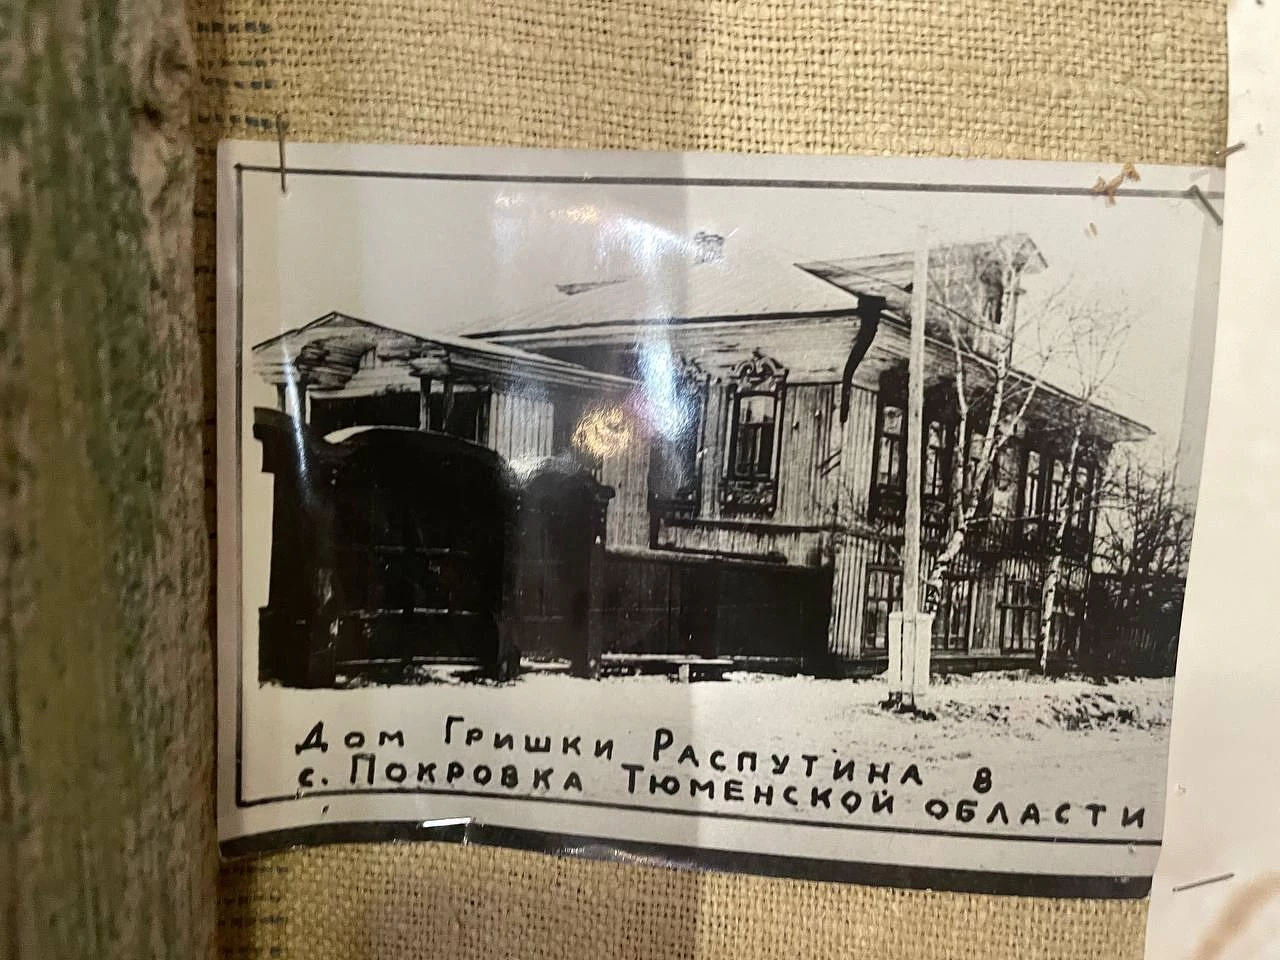 Дом Гришки Распутина в
с. Покровка Тюменской области